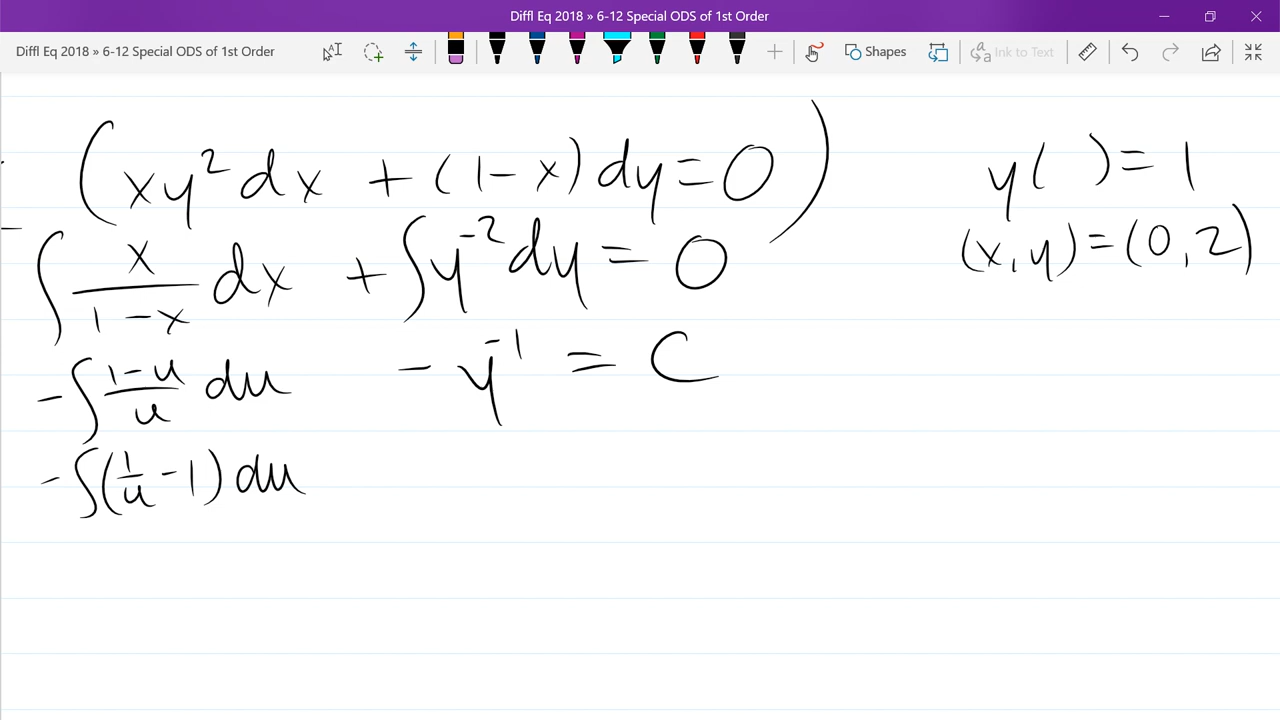 Diffl Eq 2018 » 6-12 Special ODS of 1st Order
Diffl Eq 2018 » 6-12 Special ODS of 1st Order
Shapes
Ink to Text
(xy²dx + (1-x)dy = 0)
y( ) = 1
∫ x/(1-x) dx + ∫y⁻²dy = 0
(x,y) = (0,2)
-∫ (1-u)/u du - y⁻¹ = C
-∫(1/u - 1) du